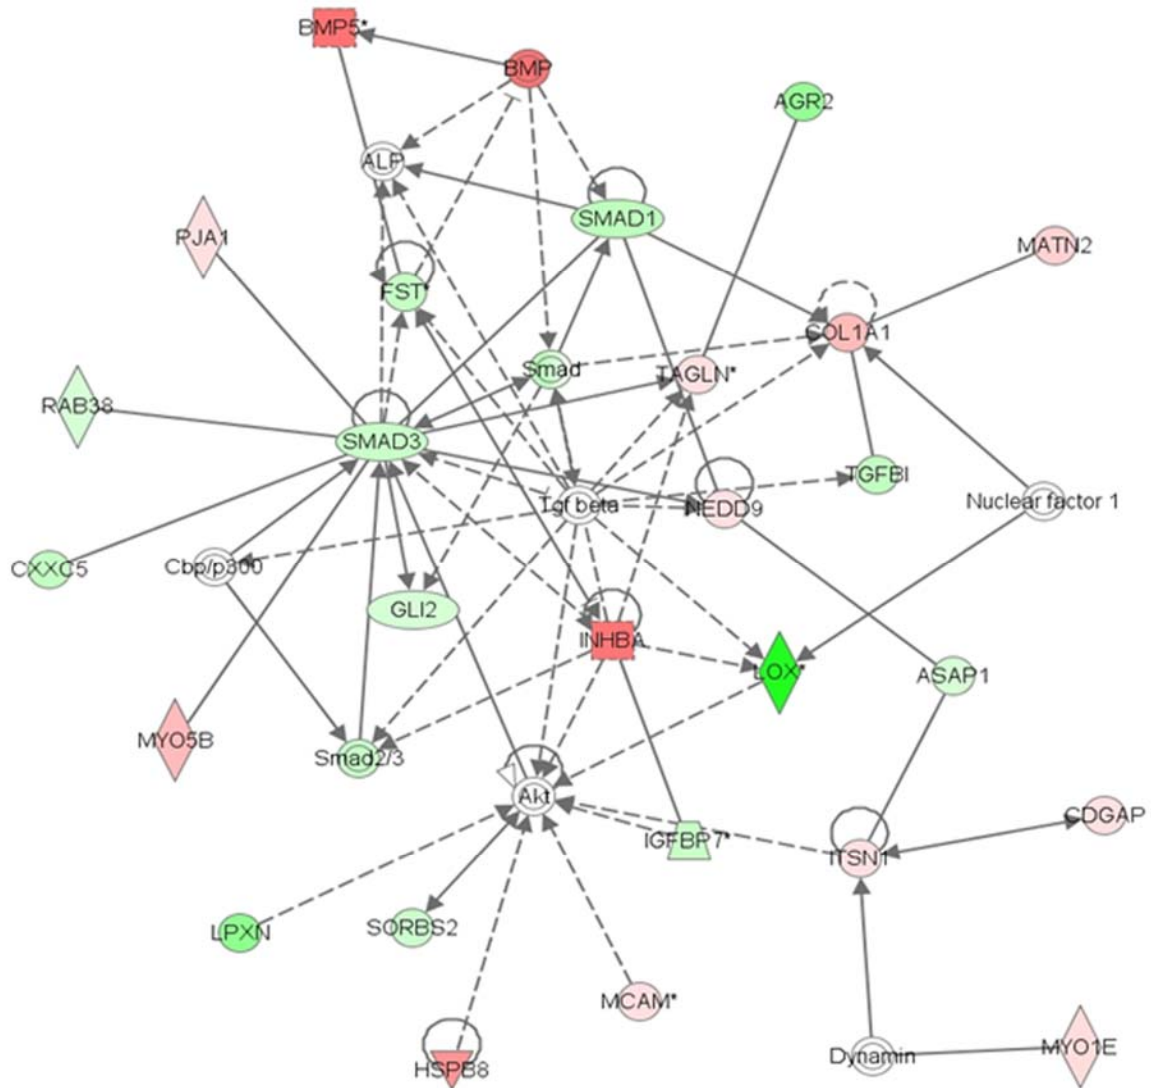 BMP5*
BMP
AGR2
ALP
SMAD1
PJA1
MATN2
FST*
COL1A1
Smad
TAGLN*
RAB38
SMAD3
TGFBI
Tgf beta
NEDD9
Nuclear factor 1
CXXC5
Cbp/p300
GLI2
INHBA
LOX*
ASAP1
MYO5B
Smad2/3
Akt
CDGAP
IGFBP7*
ITSN1
LPXN
SORBS2
MCAM*
HSPB8
Dynamin
MYO1E